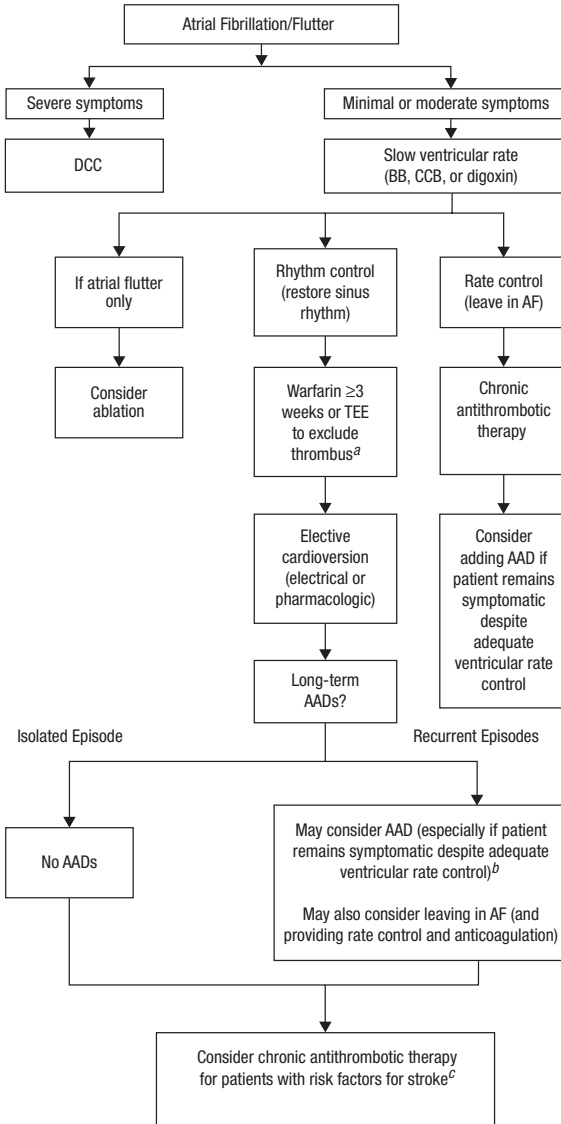 Atrial Fibrillation/Flutter
Severe symptoms
Minimal or moderate symptoms
DCC
Slow ventricular rate
(BB, CCB, or digoxin)
If atrial flutter
only
Rhythm control
(restore sinus
rhythm)
Rate control
(leave in AF)
Consider
ablation
Warfarin ≥3
weeks or TEE
to exclude
thrombusᵃ
Chronic
antithrombotic
therapy
Elective
cardioversion
(electrical or
pharmacologic)
Consider
adding AAD if
patient remains
symptomatic
despite
adequate
ventricular rate
control
Long-term
AADs?
Isolated Episode
Recurrent Episodes
No AADs
May consider AAD (especially if patient
remains symptomatic despite adequate
ventricular rate control)ᵇ
May also consider leaving in AF (and
providing rate control and anticoagulation)
Consider chronic antithrombotic therapy
for patients with risk factors for strokeᶜ